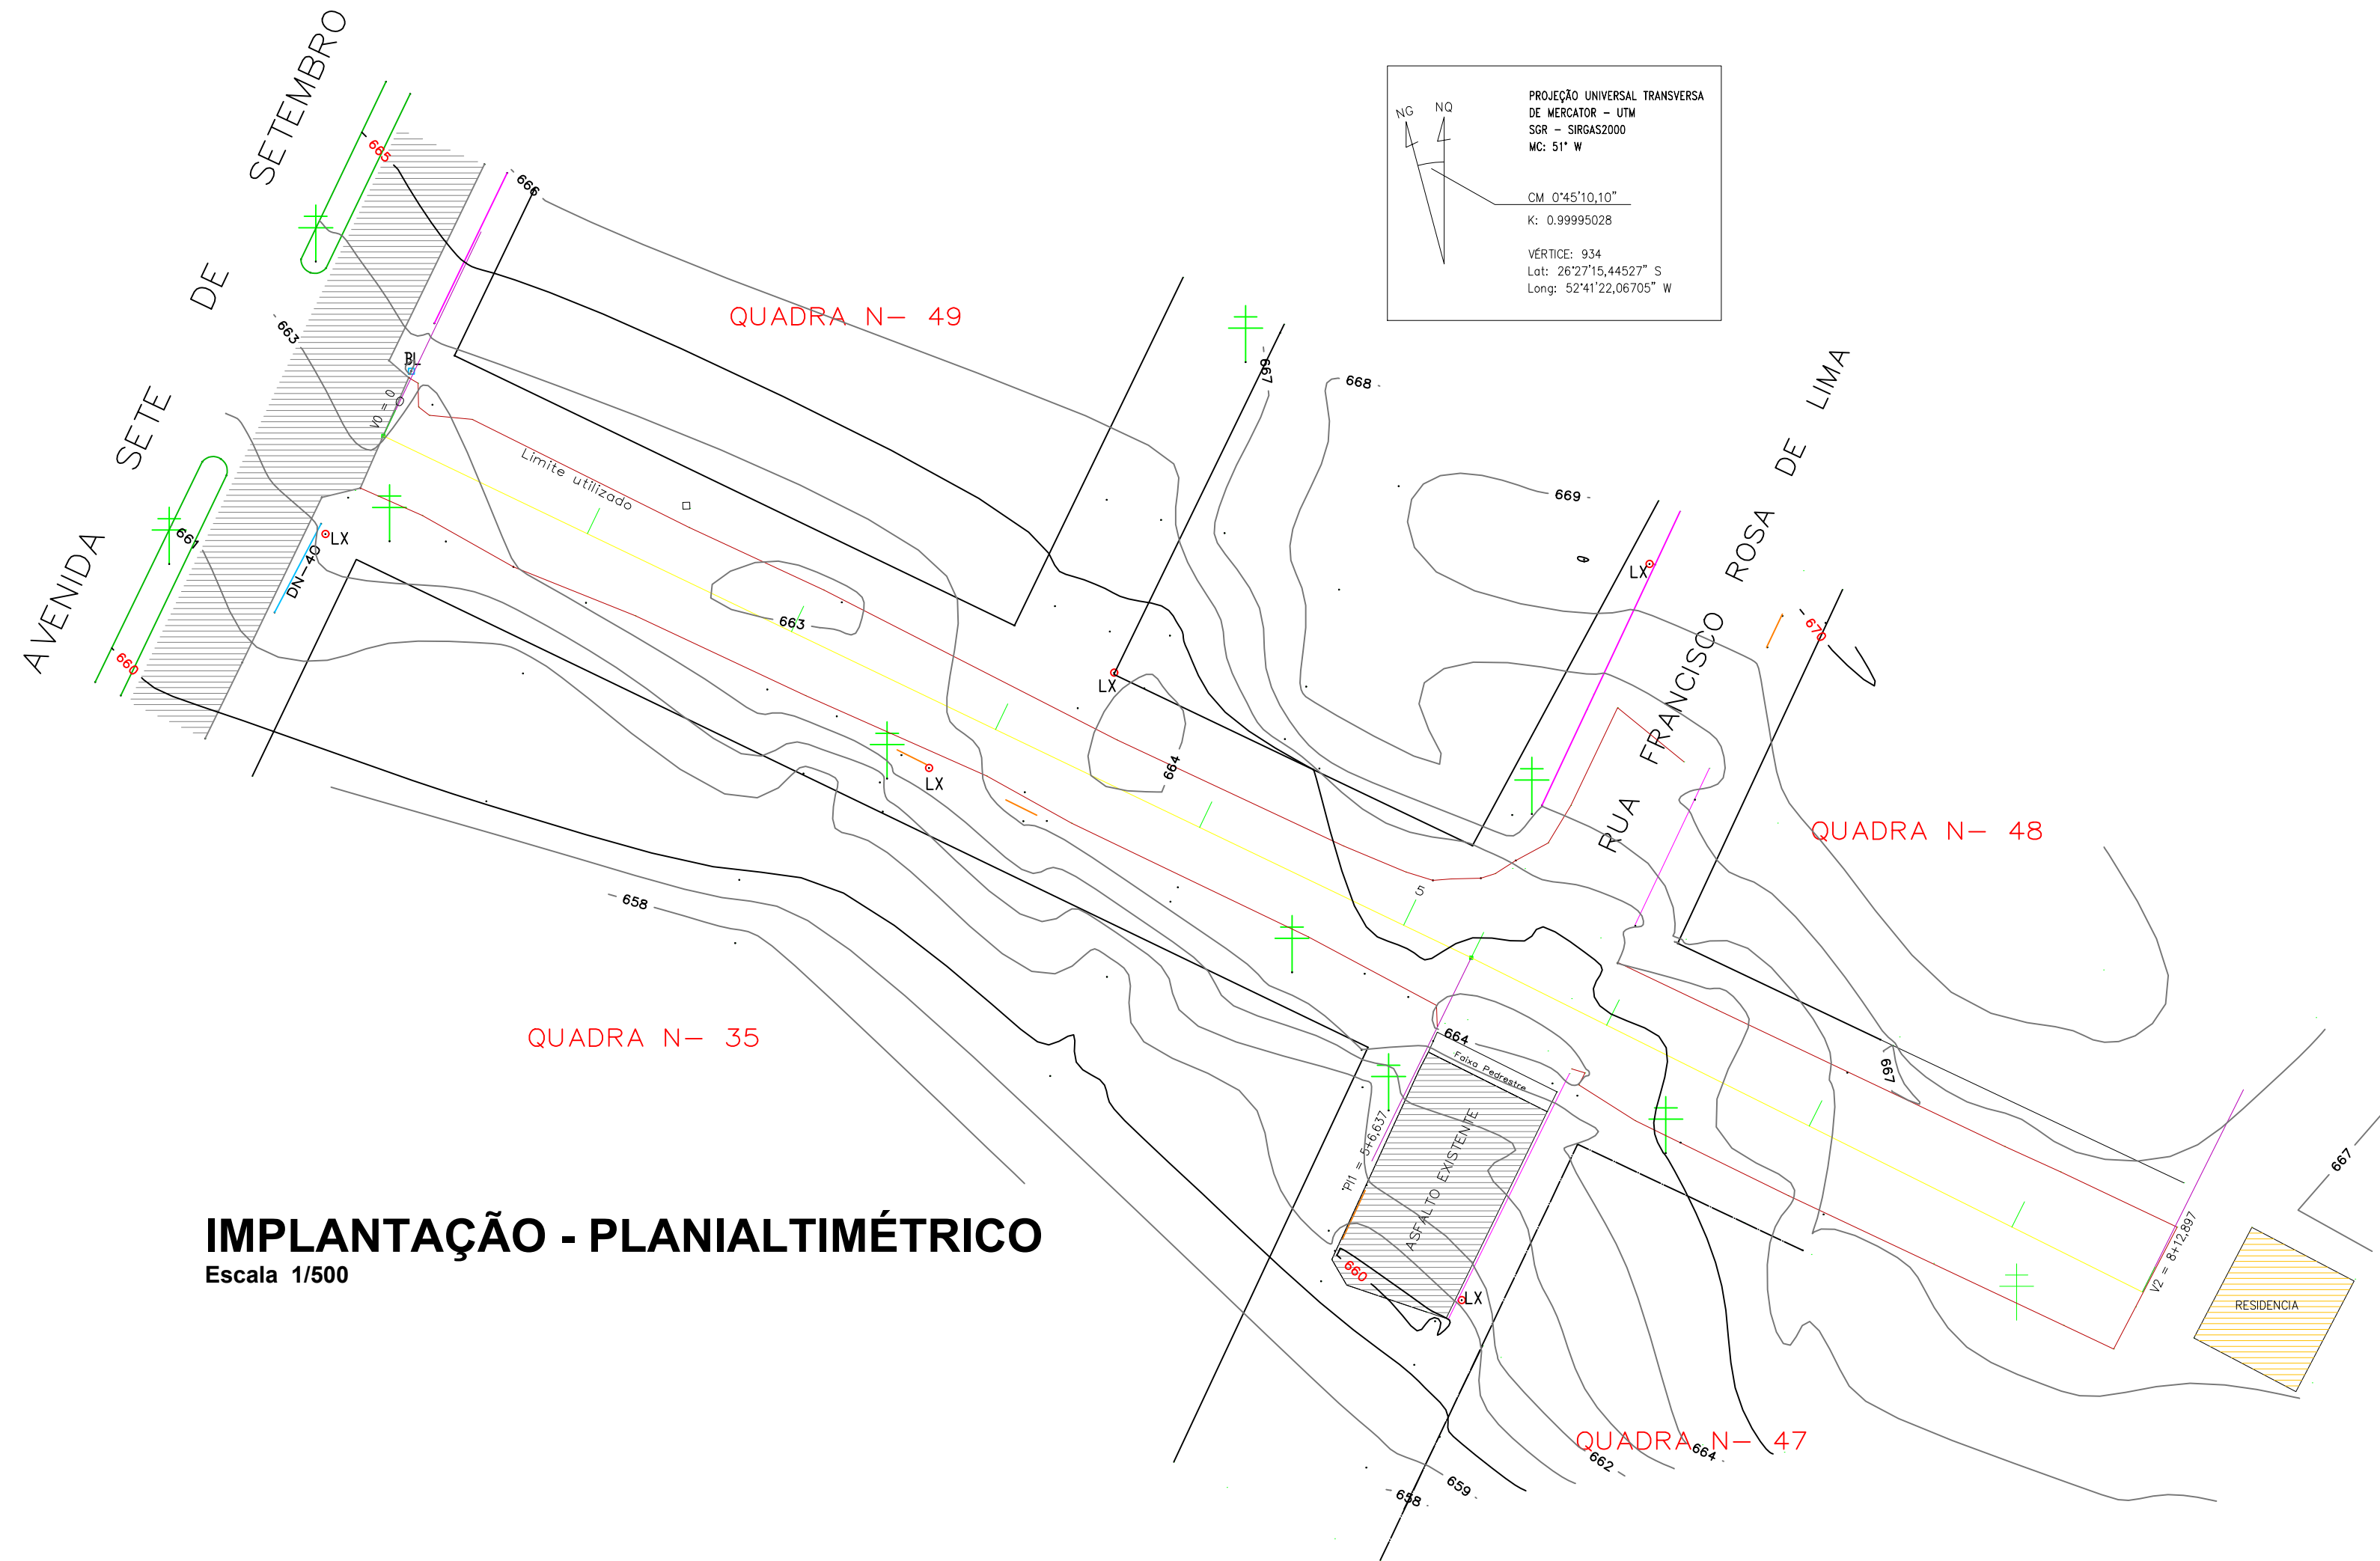 AVENIDA SETE DE SETEMBRO
665
666
663
661
660
BL
V0 = 0
0
LX
DN-40
Limite utilizado
QUADRA N- 49
PROJEÇÃO UNIVERSAL TRANSVERSA
DE MERCATOR - UTM
SGR - SIRGAS2000
MC: 51° W
NG
NQ
CM 0°45'10,10"
K: 0.99995028
VÉRTICE: 934
Lat: 26°27'15,44527" S
Long: 52°41'22,06705" W
667
668
669
LX
670
RUA FRANCISCO ROSA DE LIMA
663
LX
664
LX
5
658
QUADRA N- 48
QUADRA N- 35
664
Faixa Pedrestre
PI1 = 5+6,637
ASFALTO EXISTENTE
660
LX
667
667
V2 = 8+12,897
RESIDENCIA
IMPLANTAÇÃO - PLANIALTIMÉTRICO
Escala 1/500
QUADRA N- 47
664
662
659
658